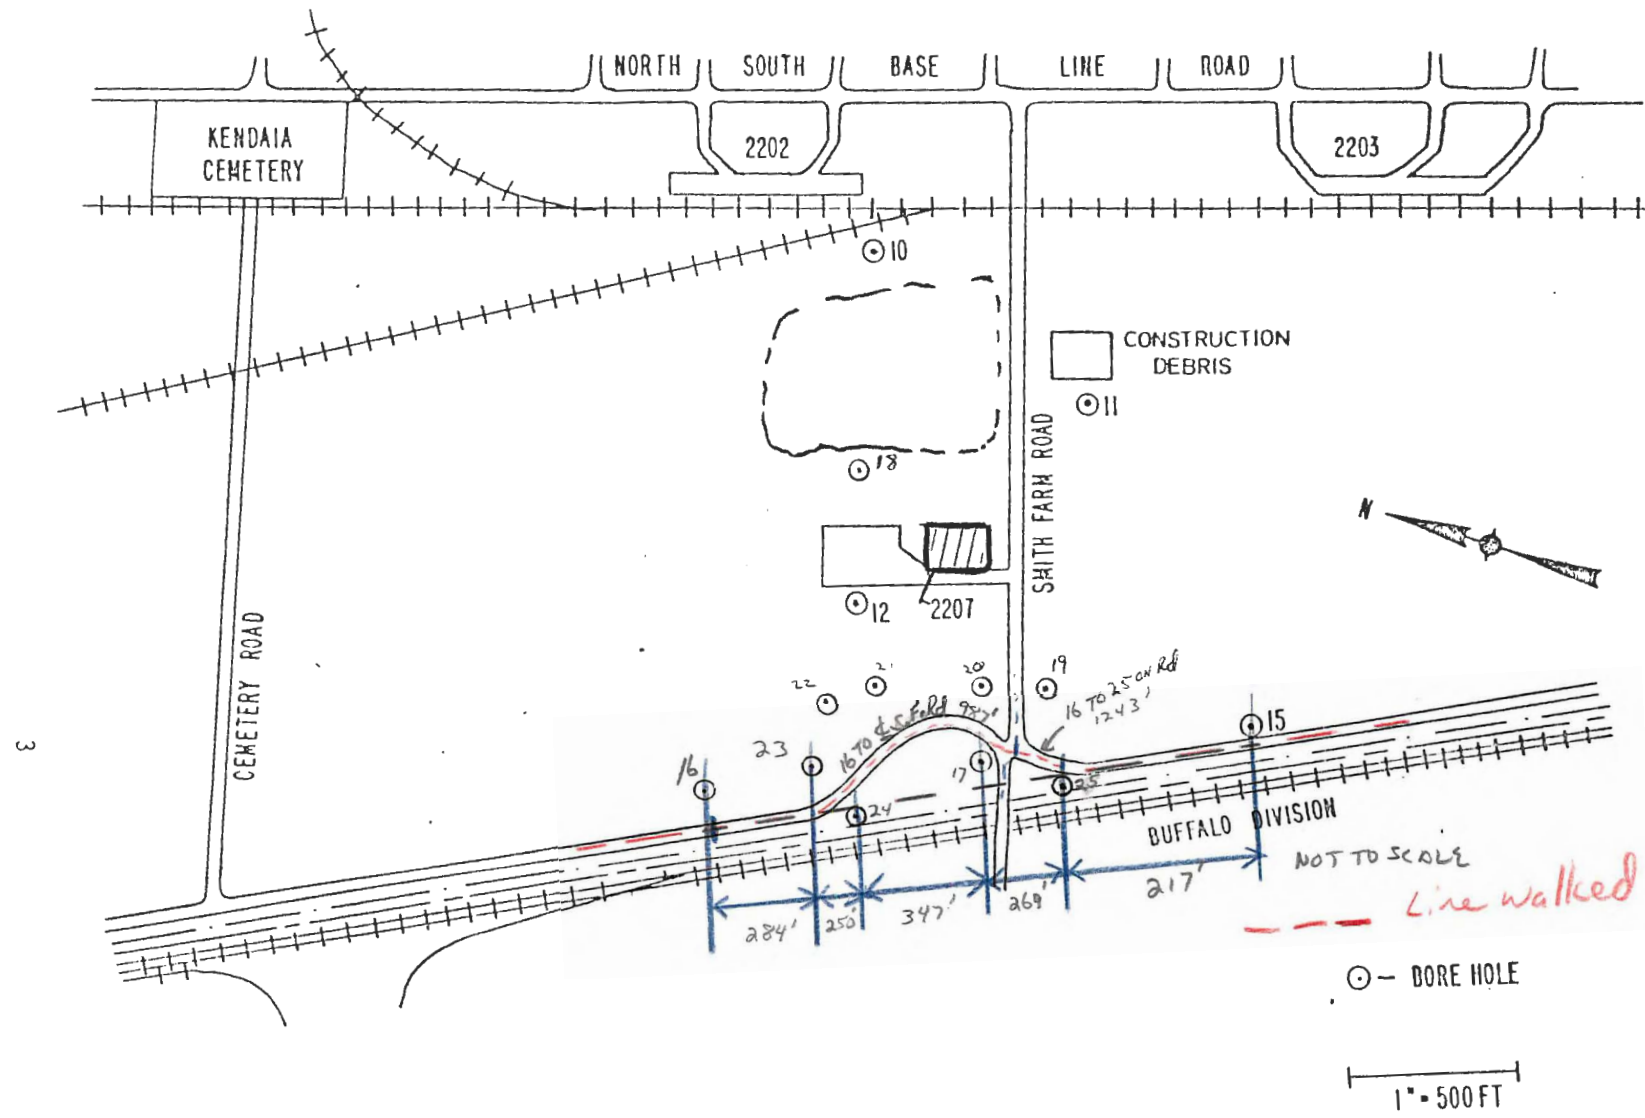 NORTH SOUTH BASE LINE ROAD
KENDAIA
CEMETERY
2202
2203
10
CONSTRUCTION
DEBRIS
11
18
SMITH FARM ROAD
N
12
2207
CEMETERY ROAD
22
21
20
19
16 TO 25 ON Rd
1243'
16 TO
23
16
17
24
25
15
3
BUFFALO DIVISION
NOT TO SCALE
284'
250'
347'
269'
217'
Line walked
- BORE HOLE
1" = 500 FT